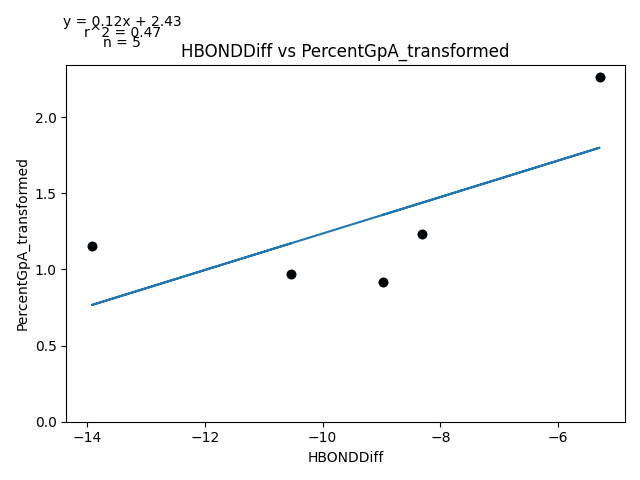 y = 0.12x + 2.43
r^2 = 0.47
n = 5
HBONDDiff vs PercentGpA_transformed
PercentGpA_transformed
2.0
1.5
1.0
0.5
0.0
−14
−12
−10
−8
−6
HBONDDiff